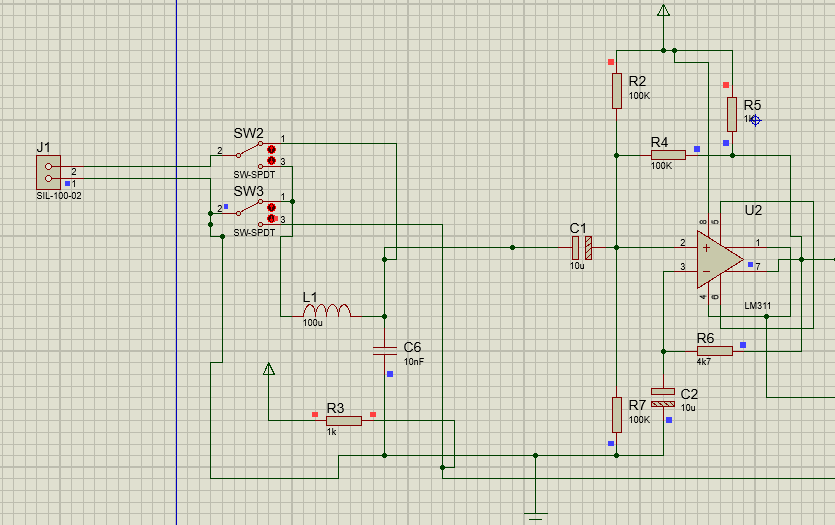 J1
2
1
SIL-100-02
SW2
2
1
3
SW-SPDT
SW3
2
1
3
SW-SPDT
L1
100u
C6
10nF
R3
1k
C1
10u
R2
100K
R4
100K
R5
U2
8
5
2
3
1
7
4
6
LM311
R6
4k7
C2
10u
R7
100K